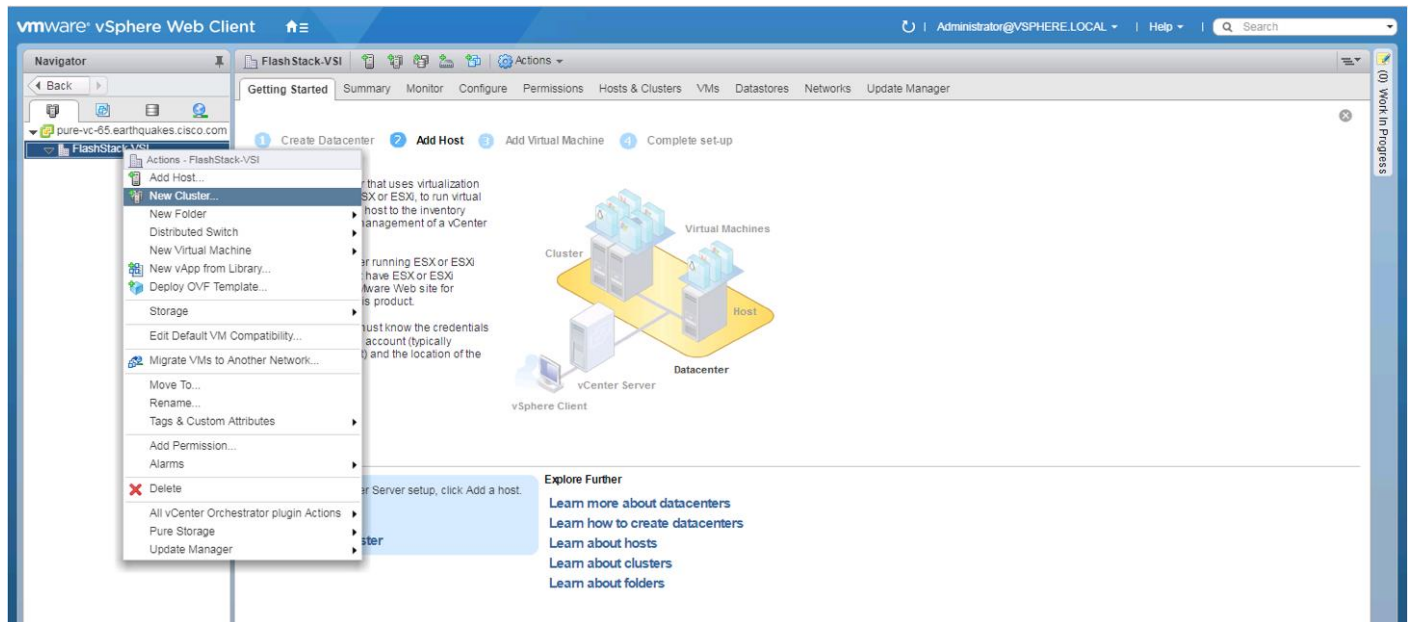 vmware® vSphere Web Client
Administrator@VSPHERE.LOCAL | Help | Search
Navigator
Back
pure-vc-65.earthquakes.cisco.com
FlashStack-VSI
Actions - FlashStack-VSI
Add Host...
New Cluster...
New Folder
Distributed Switch
New Virtual Machine
New vApp from Library...
Deploy OVF Template...
Storage
Edit Default VM Compatibility...
Migrate VMs to Another Network...
Move To...
Rename...
Tags & Custom Attributes
Add Permission...
Alarms
Delete
All vCenter Orchestrator plugin Actions
Pure Storage
Update Manager
FlashStack-VSI Actions
Getting Started Summary Monitor Configure Permissions Hosts & Clusters VMs Datastores Networks Update Manager
1 Create Datacenter 2 Add Host 3 Add Virtual Machine 4 Complete set-up
that uses virtualization
or ESXi, to run virtual
host to the inventory
of a vCenter
running ESX or ESXi
have ESX or ESXi
Web site for
product.
know the credentials
account (typically
and the location of the
Virtual Machines
Cluster
Host
Datacenter
vCenter Server
vSphere Client
Server setup, click Add a host.
Explore Further
Learn more about datacenters
Learn how to create datacenters
Learn about hosts
Learn about clusters
Learn about folders
(0) Work In Progress